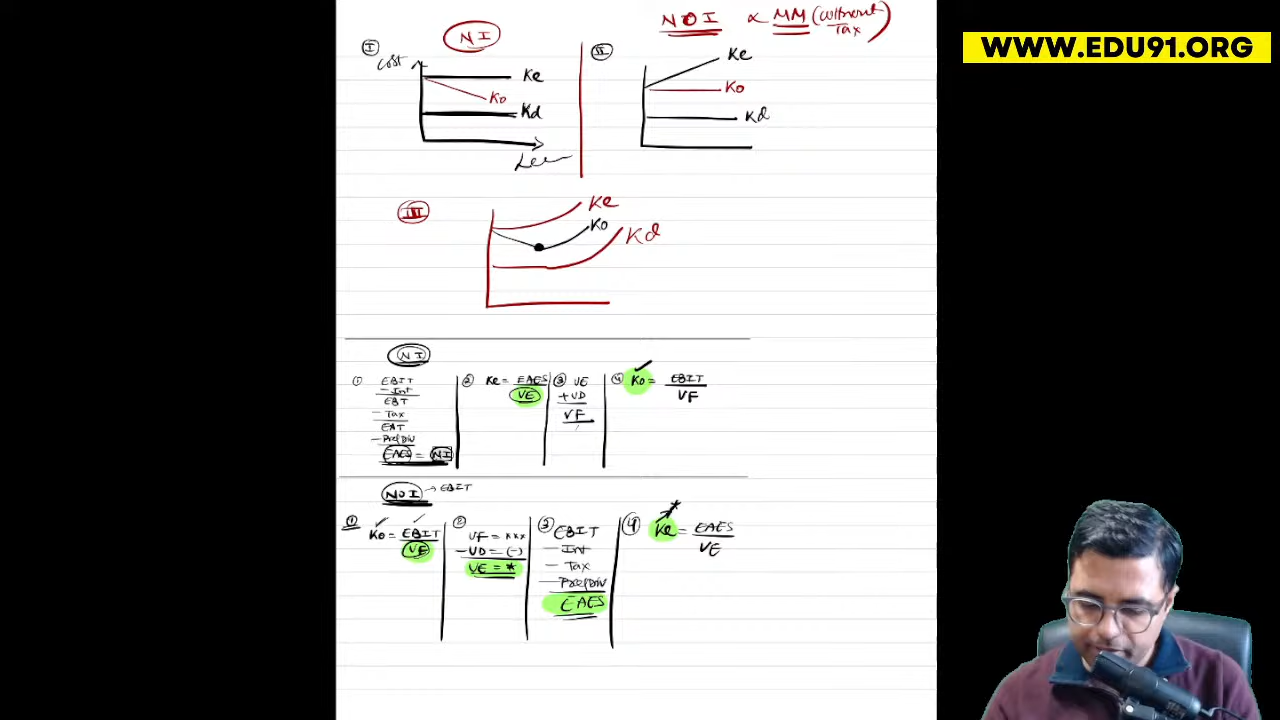 WWW.EDU91.ORG
NI
NOI ∝ MM (without Tax)
I
cost
Ke
Ko
Kd
II
Ke
Ko
Kd
III
Ke
Ko
Kd
NI
① EBIT
- Int
EBT
- Tax
EAT
- Pref Div
EAES = NI
② Ke = EAES
VE
③ VE
+ VD
VF
④ Ko = EBIT
VF
NOI → EBIT
① Ko = EBIT
VF
② VF = xxx
- VD = (-)
VE = *
③ EBIT
- Int
- Tax
- Pref Div
EAES
④ Ke* = EAES
VE